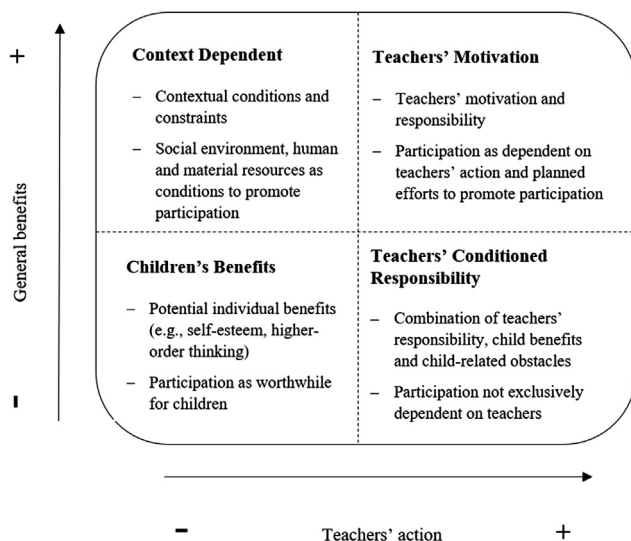 +
General benefits
-
Context Dependent
– Contextual conditions and
constraints
– Social environment, human
and material resources as
conditions to promote
participation
Teachers’ Motivation
– Teachers’ motivation and
responsibility
– Participation as dependent on
teachers’ action and planned
efforts to promote participation
Children’s Benefits
– Potential individual benefits
(e.g., self-esteem, higher-
order thinking)
– Participation as worthwhile
for children
Teachers’ Conditioned
Responsibility
– Combination of teachers’
responsibility, child benefits
and child-related obstacles
– Participation not exclusively
dependent on teachers
-
Teachers’ action
+